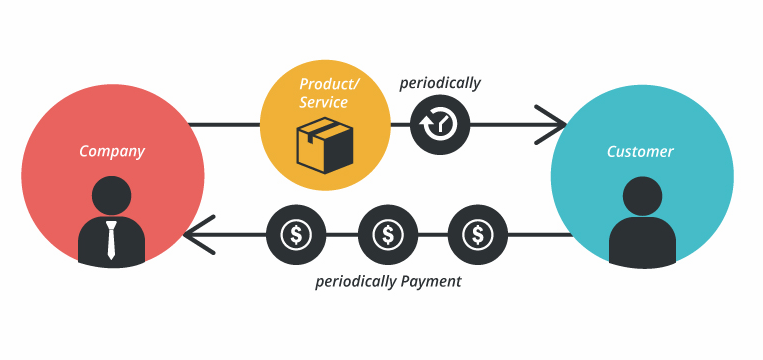 Product/
Service
periodically
Company
Customer
$
$
$
periodically Payment